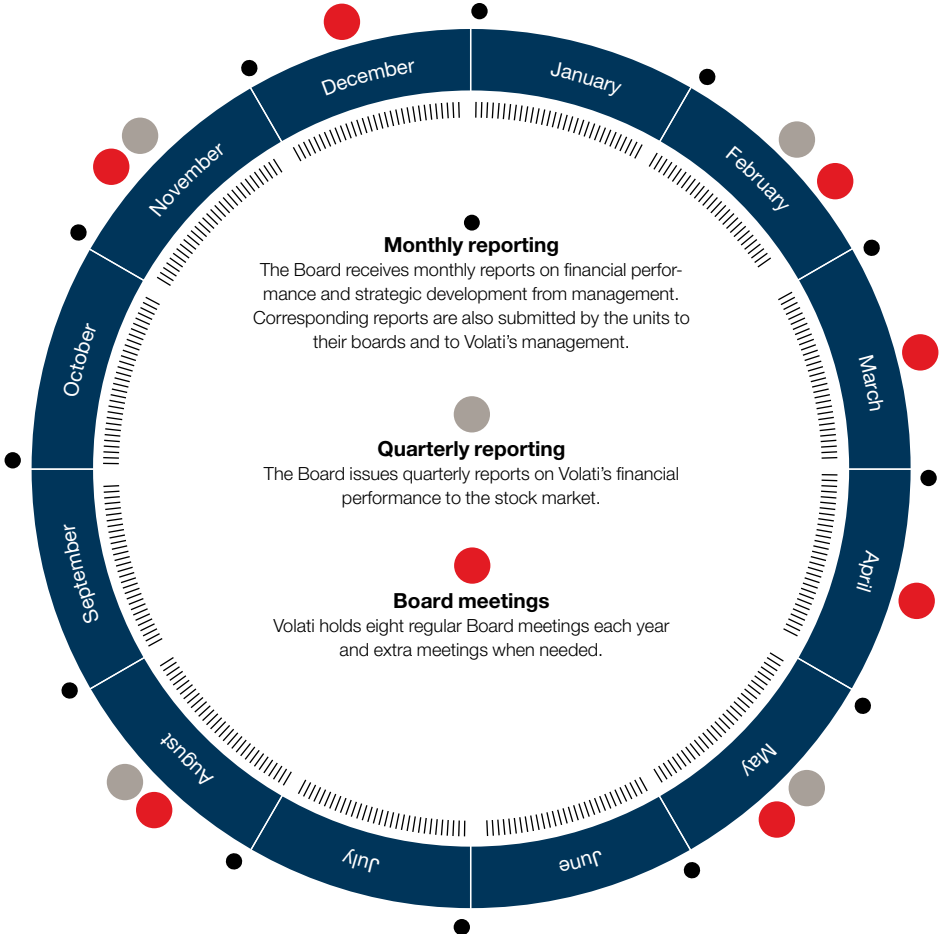 January
February
March
April
May
June
July
August
September
October
November
December
Monthly reporting
The Board receives monthly reports on financial perfor-
mance and strategic development from management.
Corresponding reports are also submitted by the units to
their boards and to Volati’s management.
Quarterly reporting
The Board issues quarterly reports on Volati’s financial
performance to the stock market.
Board meetings
Volati holds eight regular Board meetings each year
and extra meetings when needed.